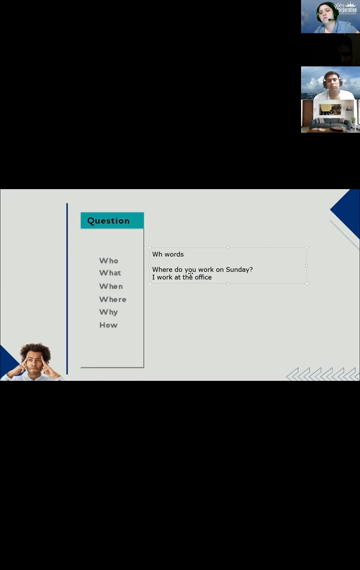 Question
Who
What
When
Where
Why
How
Wh words
Where do you work on Sunday?
I work at the office